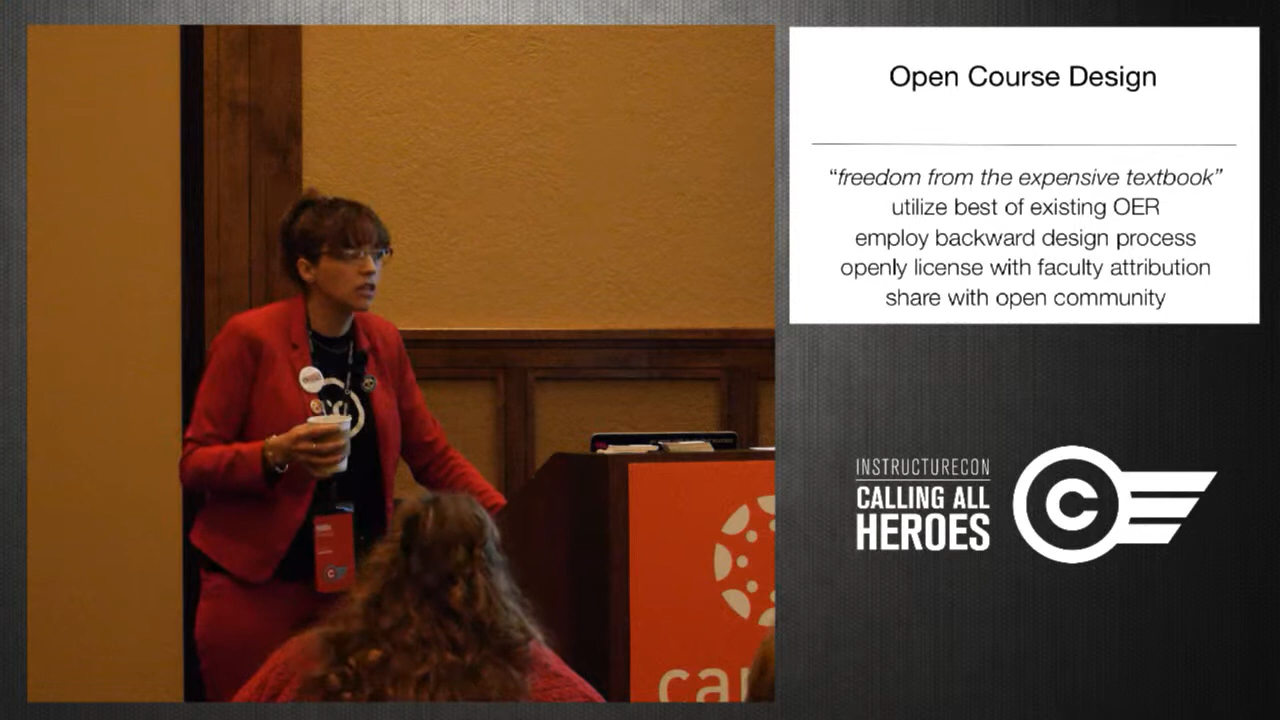 Open Course Design
“freedom from the expensive textbook”
utilize best of existing OER
employ backward design process
openly license with faculty attribution
share with open community
INSTRUCTURECON
CALLING ALL
HEROES
C